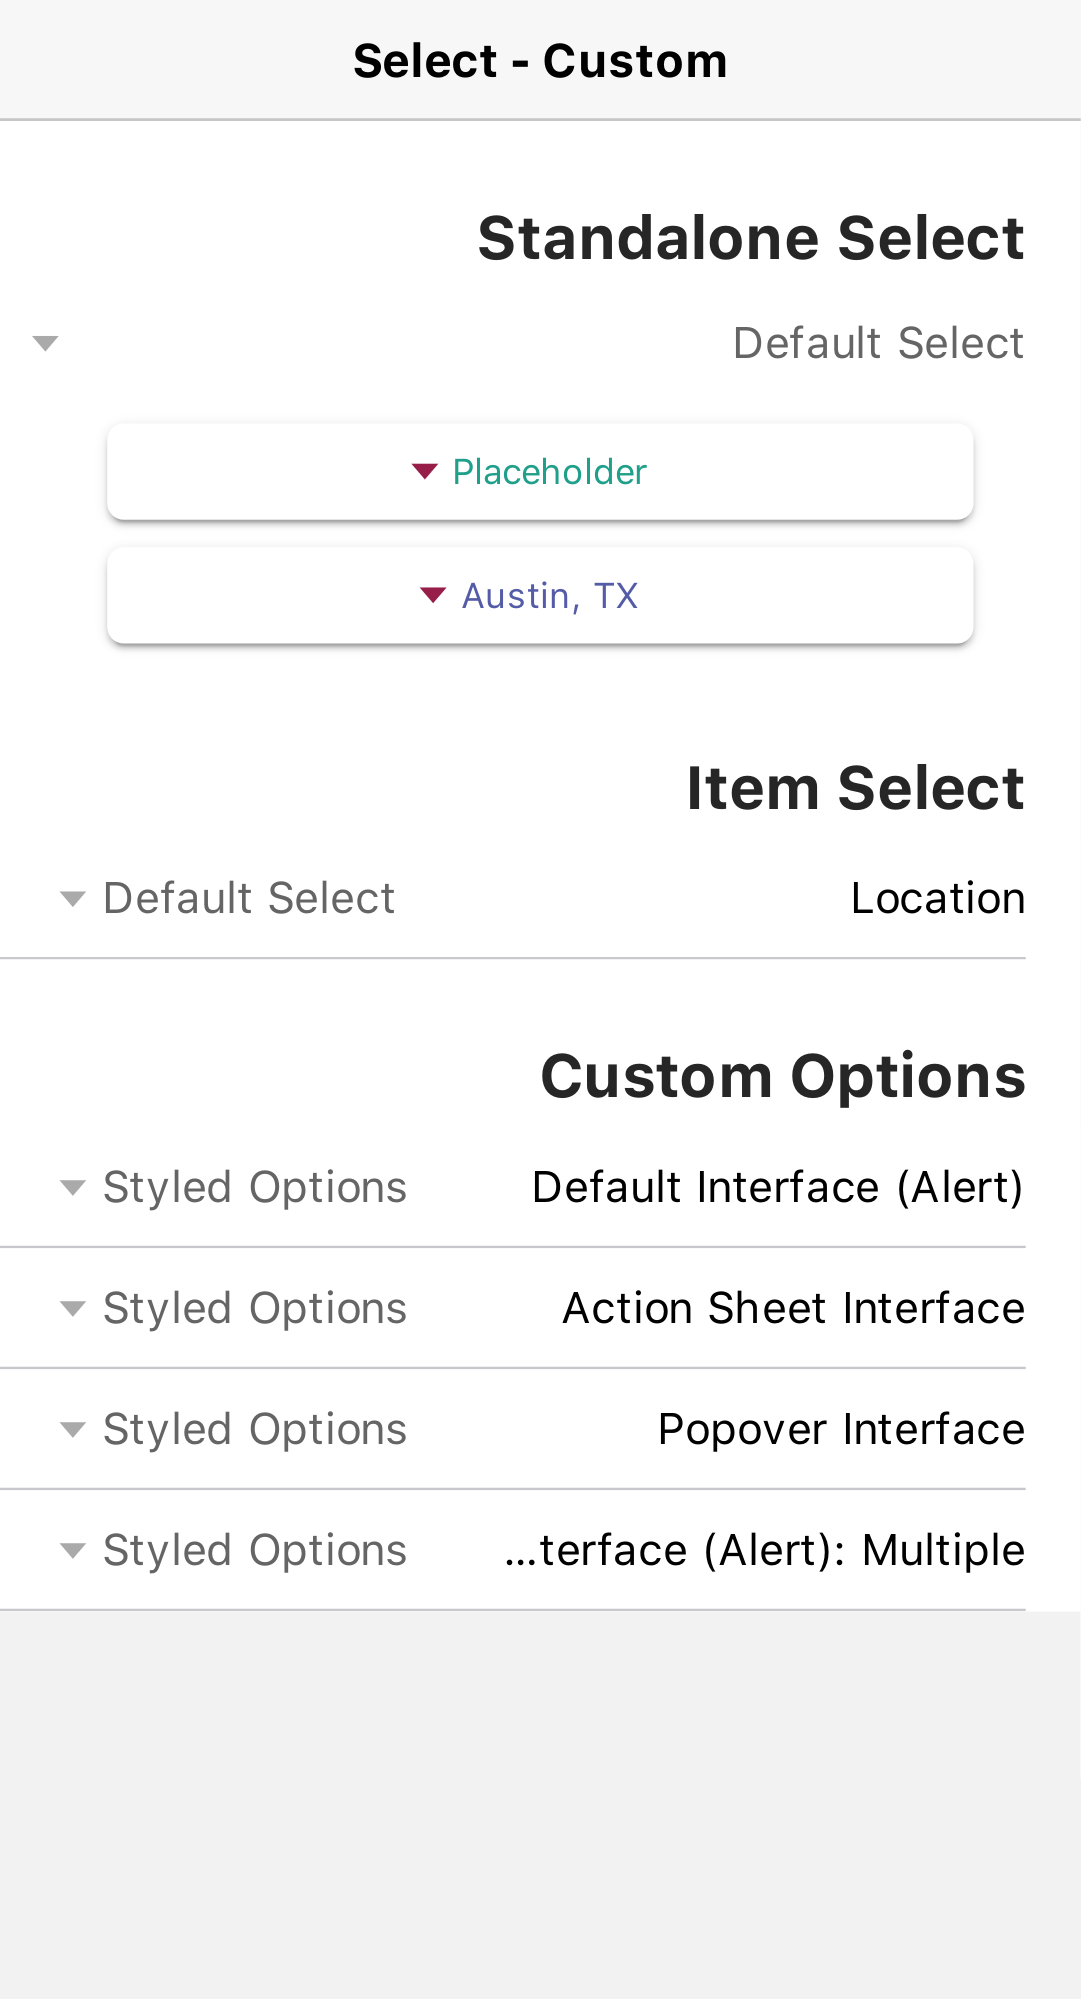 Select - Custom
Standalone Select
Default Select
Placeholder
Austin, TX
Item Select
Location Default Select
Custom Options
Default Interface (Alert) Styled Options
Action Sheet Interface Styled Options
Popover Interface Styled Options
...terface (Alert): Multiple Styled Options